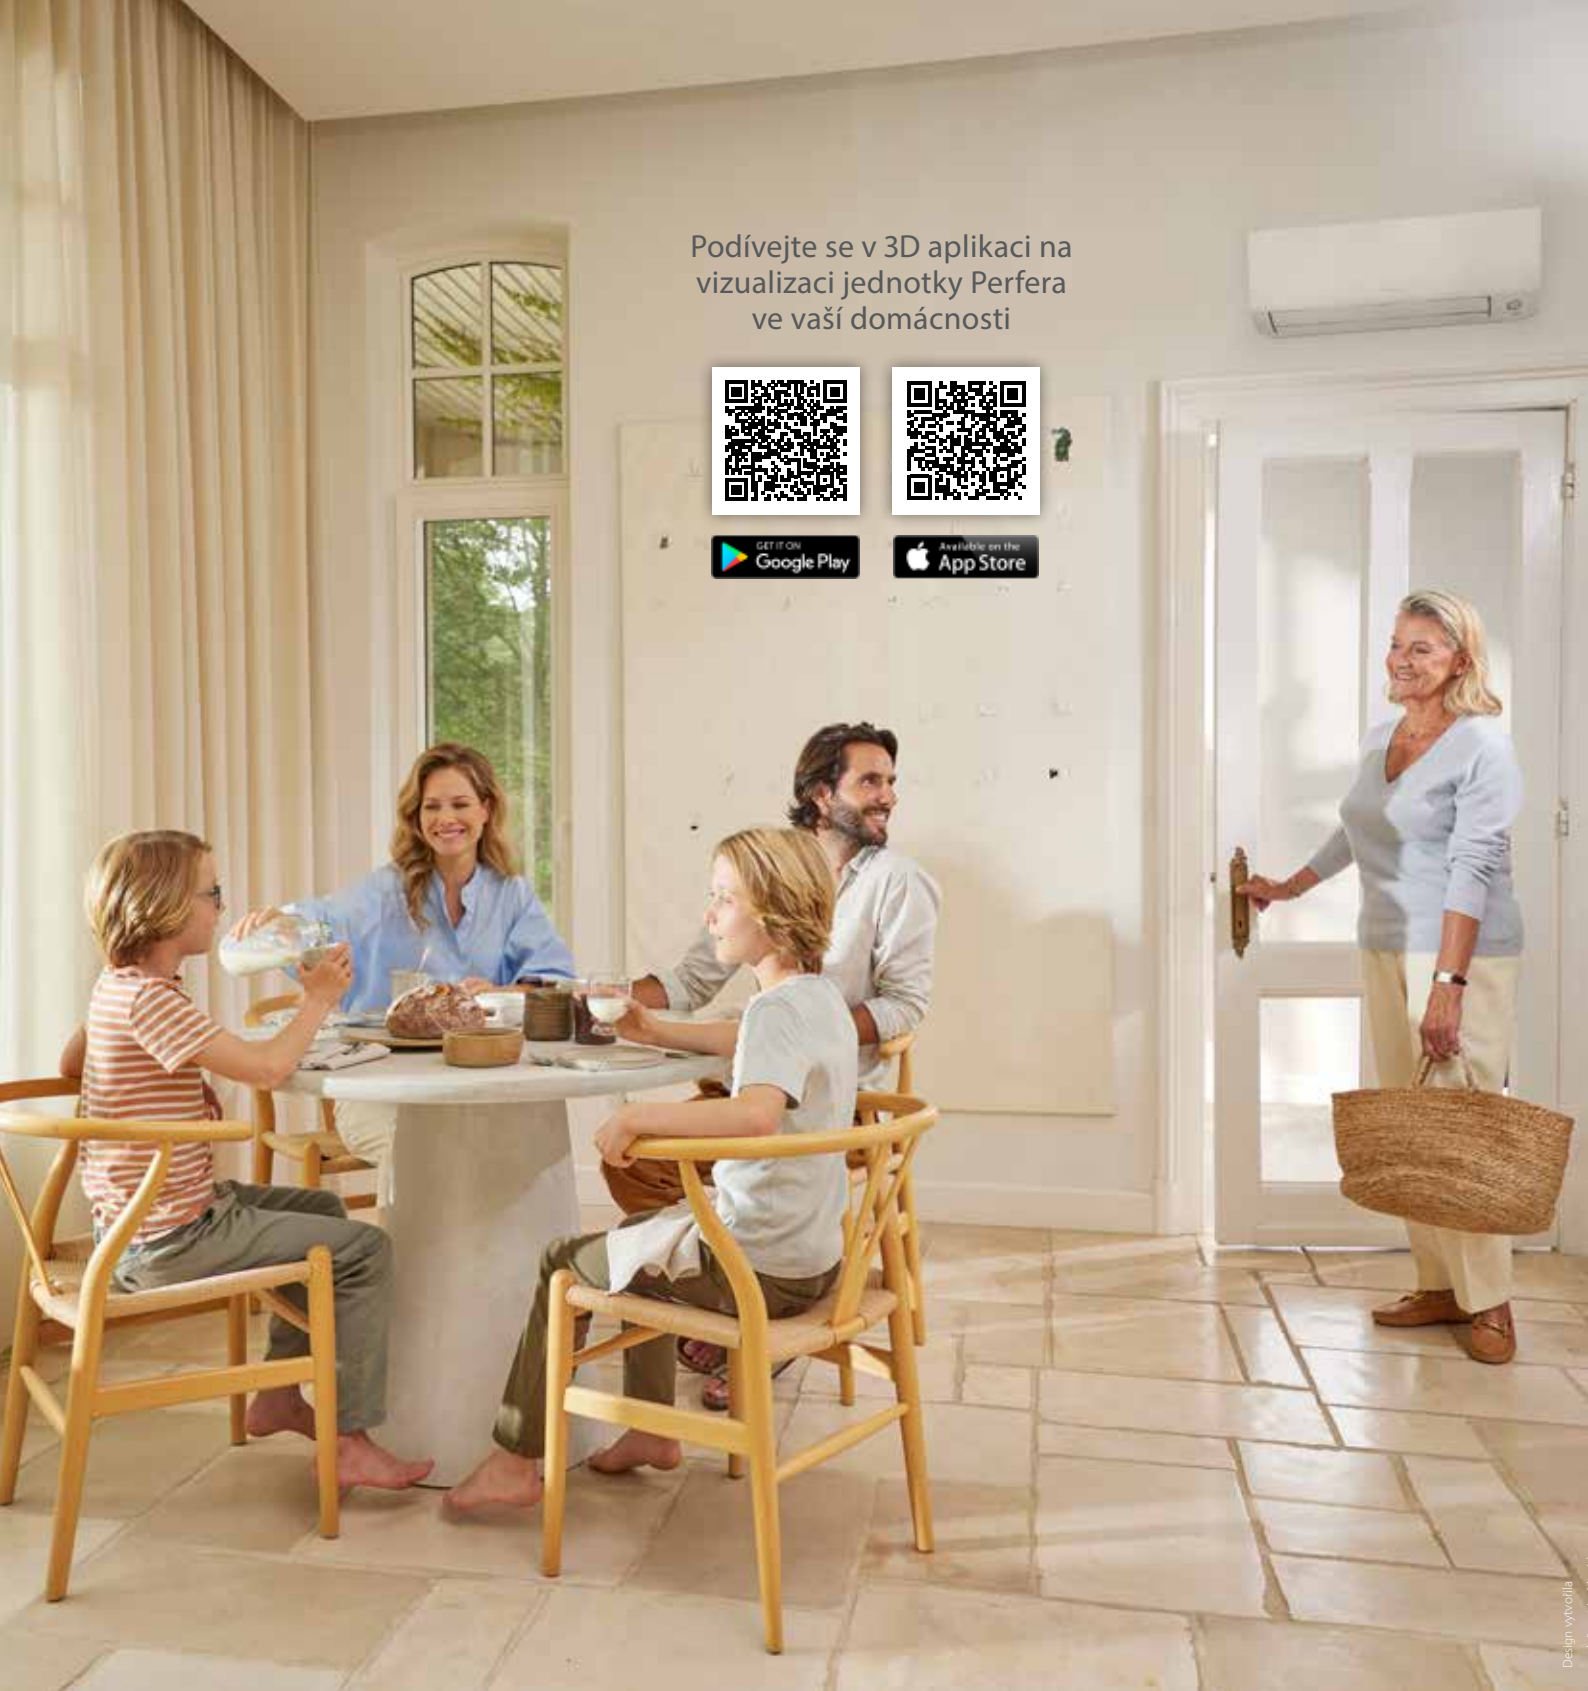 Podívejte se v 3D aplikaci na
vizualizaci jednotky Perfera
ve vaší domácnosti
GET IT ON
Google Play
Available on the
App Store
Design vytvořila